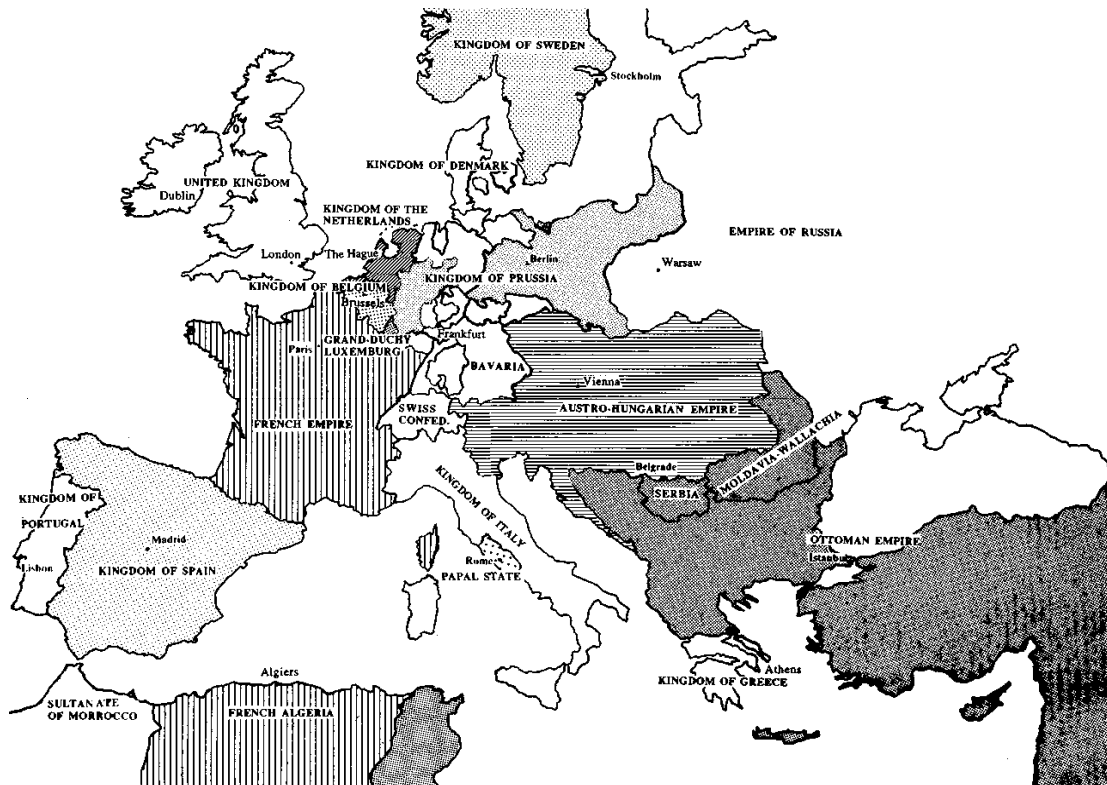 KINGDOM OF SWEDEN
Stockholm
KINGDOM OF DENMARK
UNITED KINGDOM
Dublin
KINGDOM OF THE
NETHERLANDS
EMPIRE OF RUSSIA
London
The Hague
Berlin
Warsaw
KINGDOM OF PRUSSIA
KINGDOM OF BELGIUM
Brussels
Frankfurt
Paris
GRAND-DUCHY
LUXEMBURG
BAVARIA
Vienna
SWISS
CONFED.
AUSTRO-HUNGARIAN EMPIRE
FRENCH EMPIRE
MOLDAVIA-WALLACHIA
Belgrade
SERBIA
KINGDOM OF ITALY
KINGDOM OF
PORTUGAL
Madrid
Lisbon
KINGDOM OF SPAIN
OTTOMAN EMPIRE
Istanbul
Rome
PAPAL STATE
Algiers
Athens
KINGDOM OF GREECE
SULTANATE
OF MORROCCO
FRENCH ALGERIA